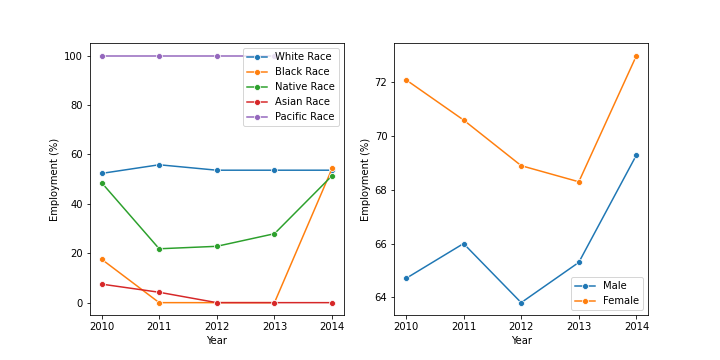 100
80
60
40
20
0
Employment (%)
2010 2011 2012 2013 2014
Year
White Race
Black Race
Native Race
Asian Race
Pacific Race
72
70
68
66
64
Employment (%)
2010 2011 2012 2013 2014
Year
Male
Female